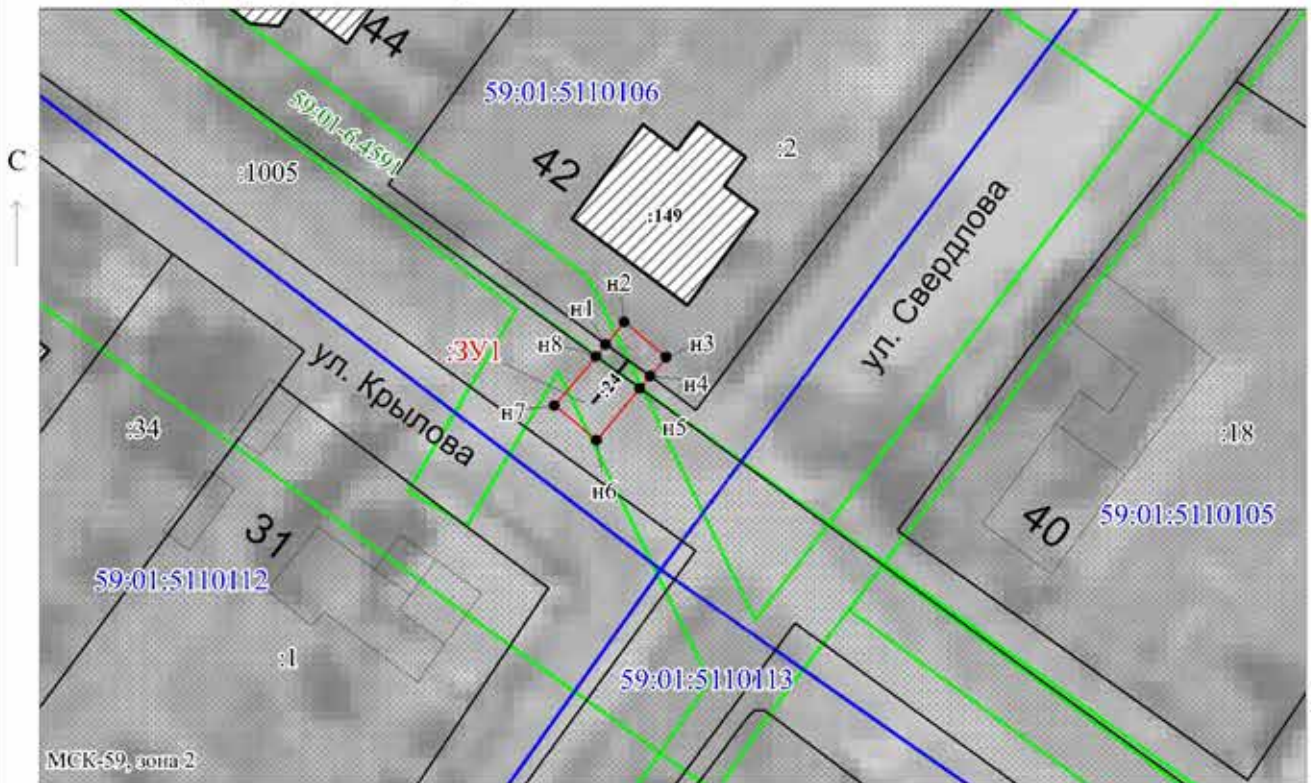 44
59:01:5110106
59:01-6.4591
С
42
:2
:1005
:149
ул. Свердлова
н2
н1
н8
:ЗУ1
н3
ул. Крылова
:24
н4
н7
н5
:34
:18
н6
40
31
59:01:5110105
59:01:5110112
:1
59:01:5110113
МСК-59, зона 2